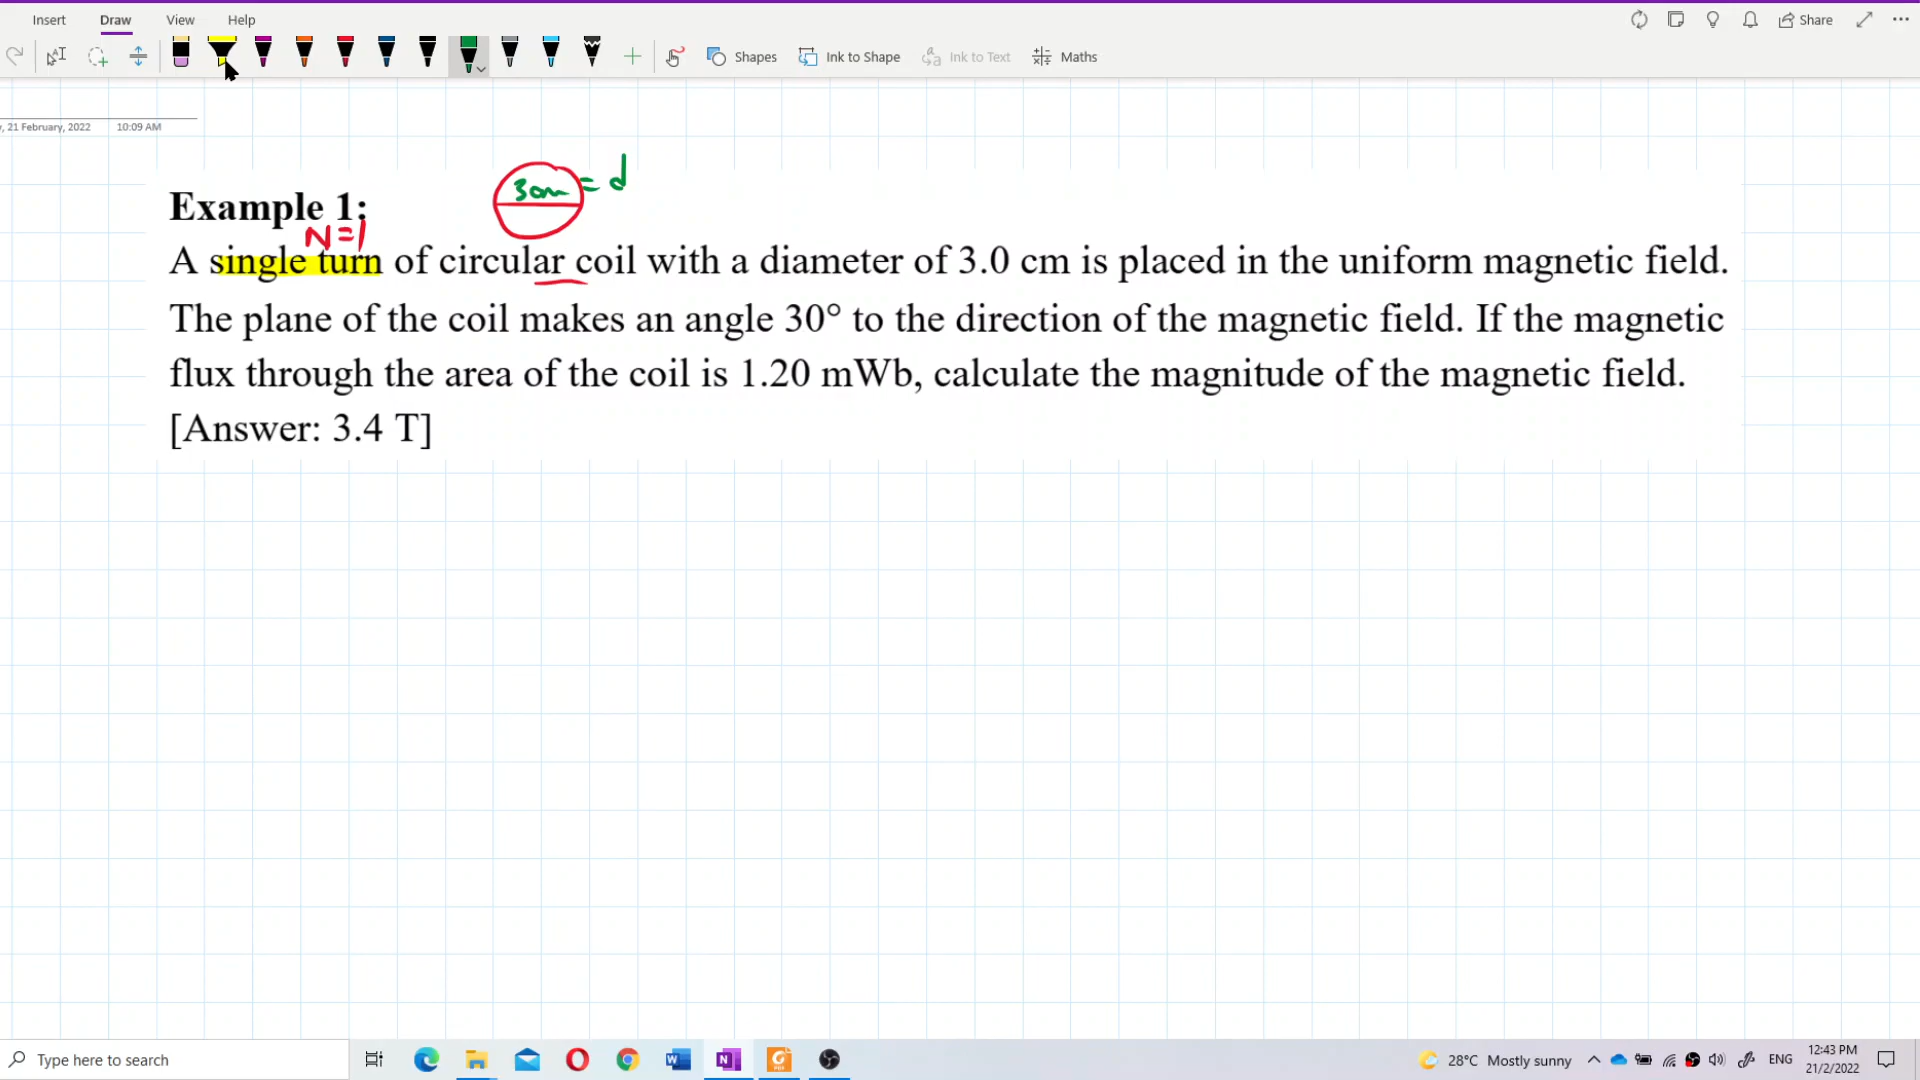 Insert Draw View Help
Share
Shapes Ink to Shape Ink to Text Maths
, 21 February, 2022 10:09 AM
3cm = d
Example 1:
N=1
A single turn of circular coil with a diameter of 3.0 cm is placed in the uniform magnetic field.
The plane of the coil makes an angle 30° to the direction of the magnetic field. If the magnetic
flux through the area of the coil is 1.20 mWb, calculate the magnitude of the magnetic field.
[Answer: 3.4 T]
Type here to search
28°C Mostly sunny
ENG
12:43 PM
21/2/2022